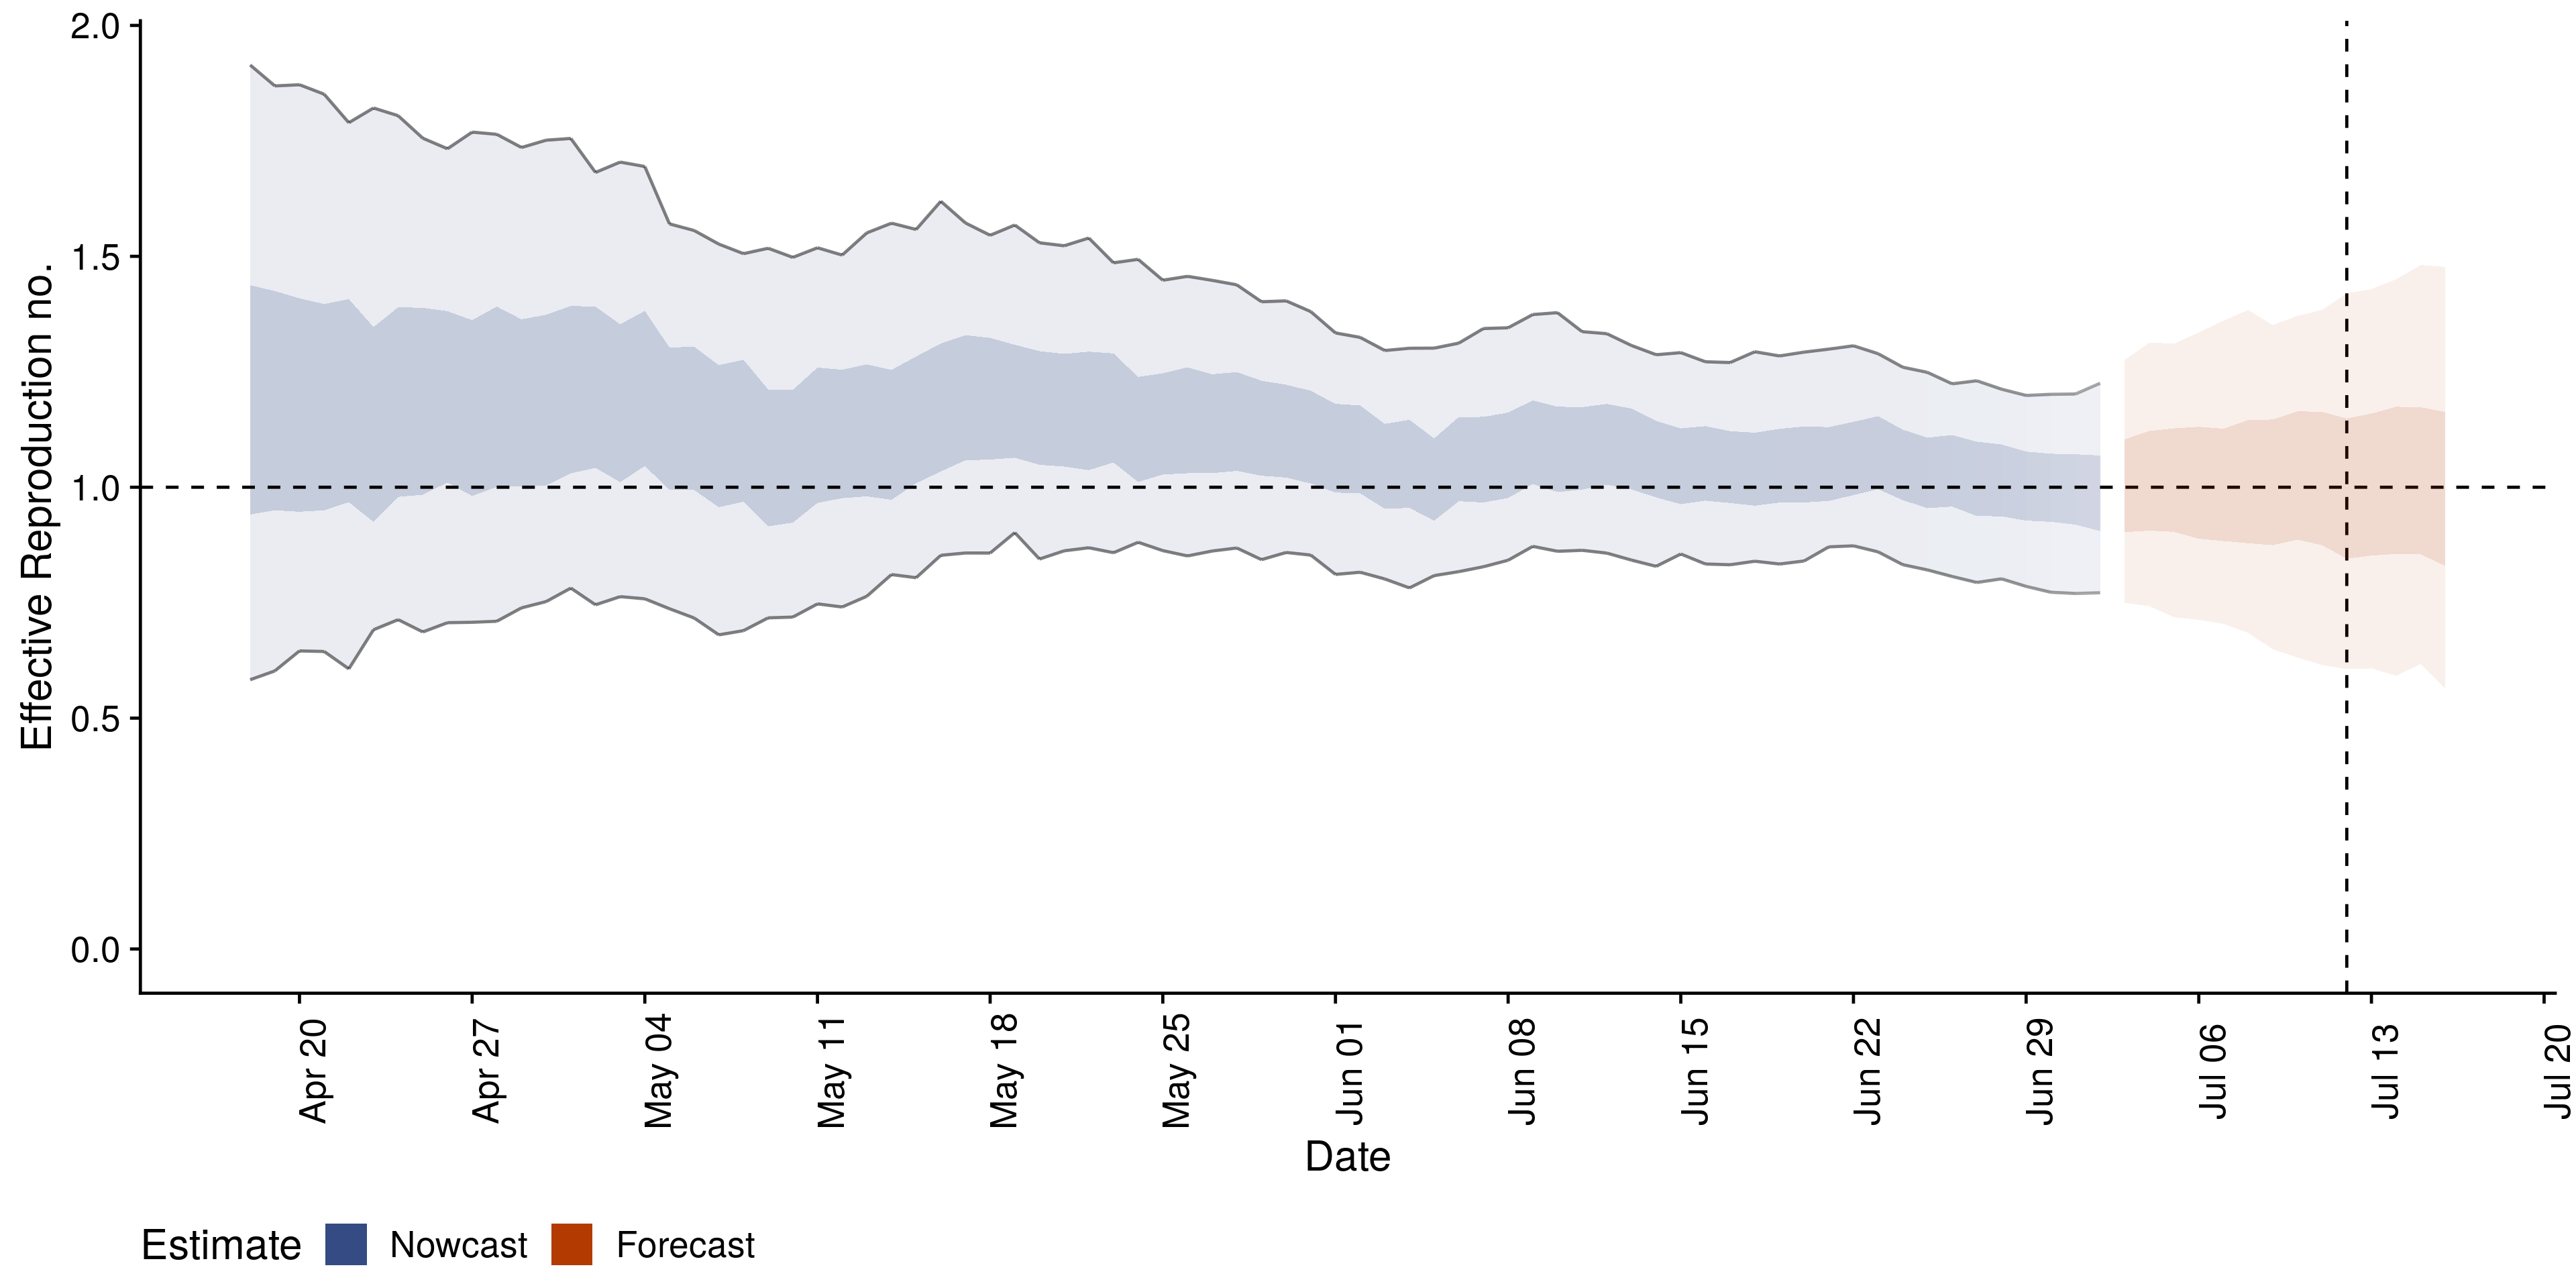 Effective Reproduction no.
2.0
1.5
1.0
0.5
0.0
Apr 20
Apr 27
May 04
May 11
May 18
May 25
Jun 01
Jun 08
Jun 15
Jun 22
Jun 29
Jul 06
Jul 13
Jul 20
Date
Estimate Nowcast Forecast